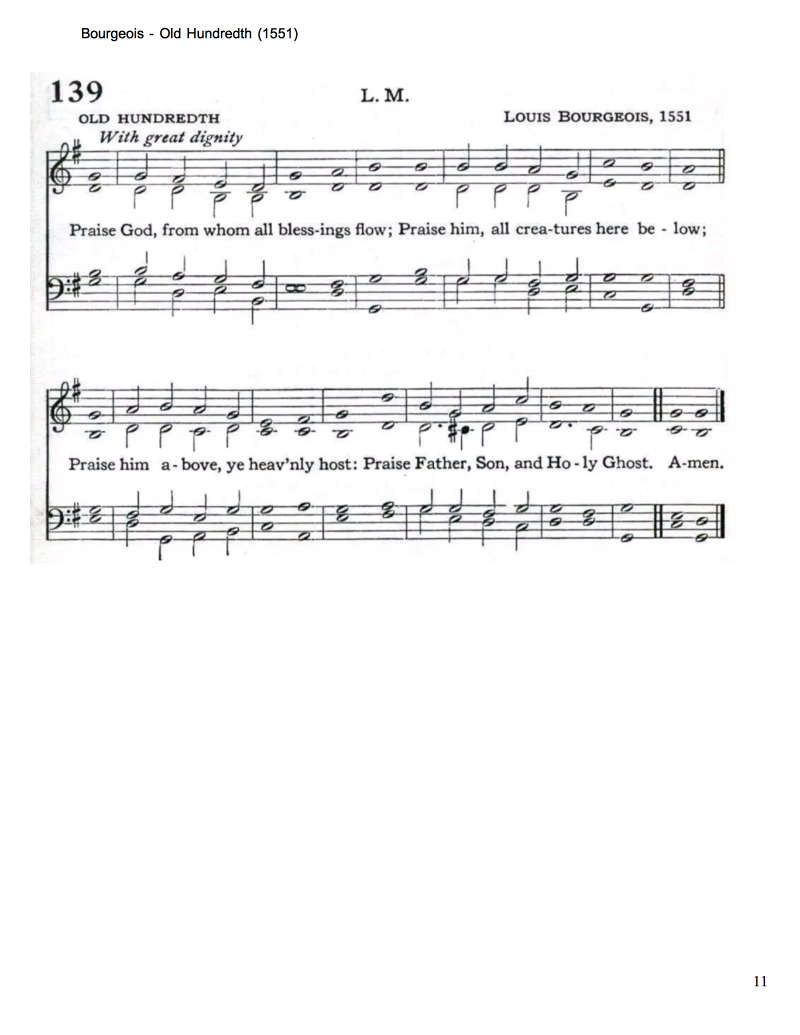 Bourgeois - Old Hundredth (1551)
139
L. M.
OLD HUNDREDTH
LOUIS BOURGEOIS, 1551
With great dignity
Praise God, from whom all bless-ings flow; Praise him, all crea-tures here be - low;
Praise him a - bove, ye heav'nly host: Praise Father, Son, and Ho - ly Ghost. A-men.
11